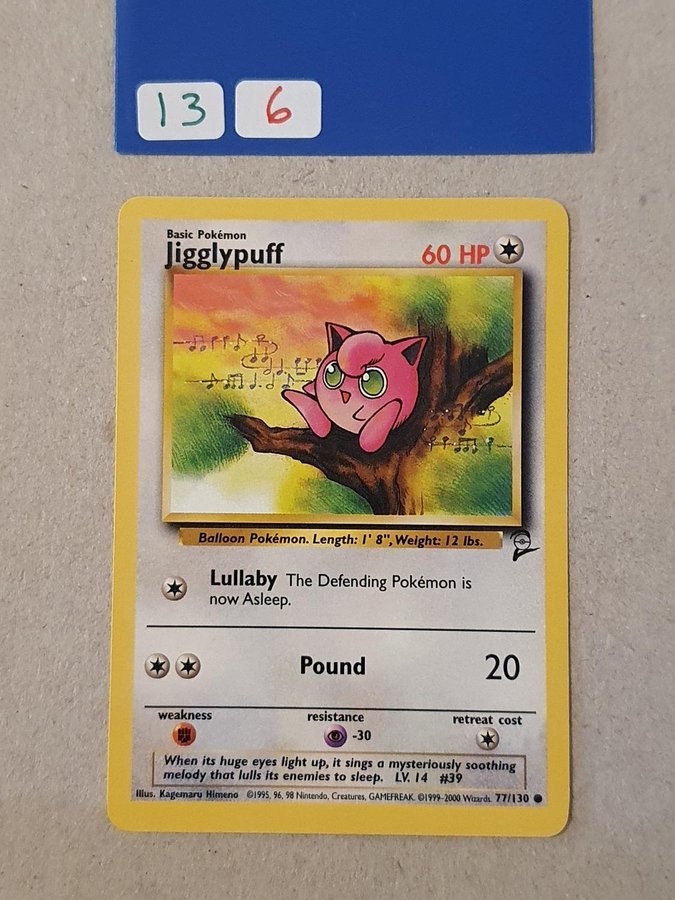 13 6
Basic Pokémon
Jigglypuff 60 HP
Balloon Pokémon. Length: 1' 8", Weight: 12 lbs.
Lullaby The Defending Pokémon is
now Asleep.
Pound 20
weakness resistance retreat cost
-30
When its huge eyes light up, it sings a mysteriously soothing
melody that lulls its enemies to sleep. LV. 14 #39
Illus. Kagemaru Himeno ©1995, 96, 98 Nintendo, Creatures, GAMEFREAK. ©1999-2000 Wizards. 77/130